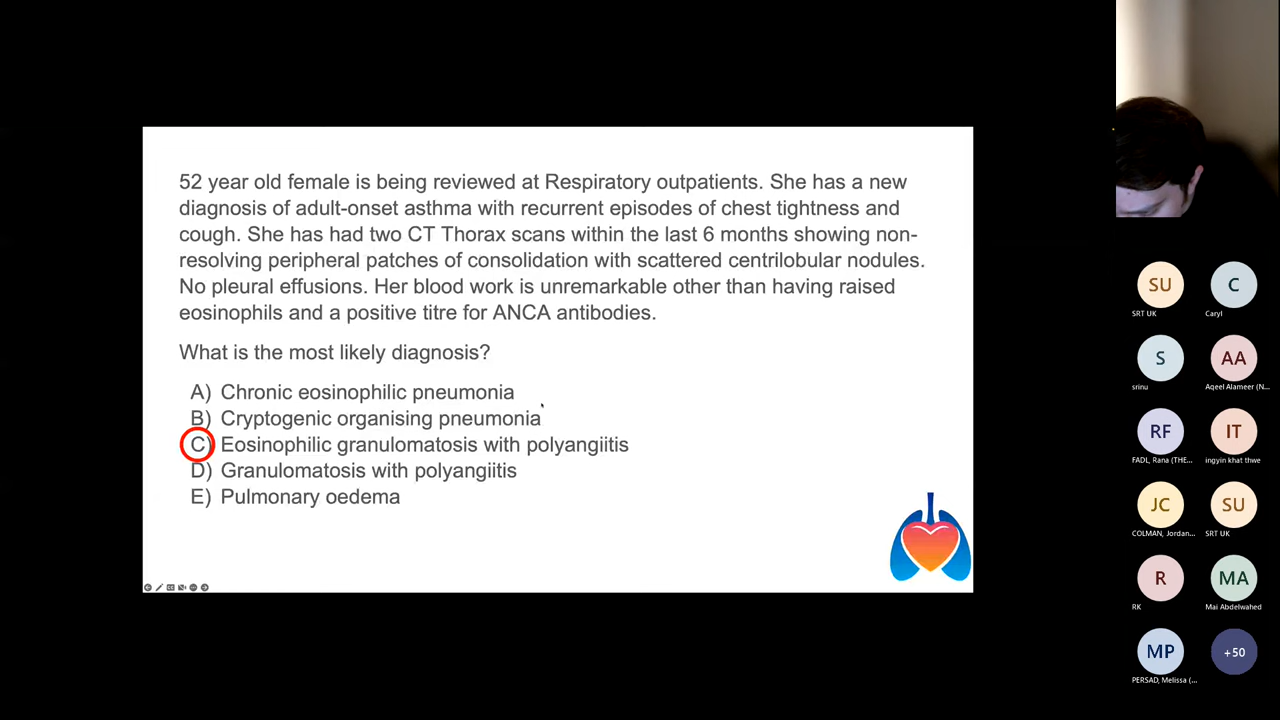 52 year old female is being reviewed at Respiratory outpatients. She has a new
diagnosis of adult-onset asthma with recurrent episodes of chest tightness and
cough. She has had two CT Thorax scans within the last 6 months showing non-
resolving peripheral patches of consolidation with scattered centrilobular nodules.
No pleural effusions. Her blood work is unremarkable other than having raised
eosinophils and a positive titre for ANCA antibodies.
What is the most likely diagnosis?
A) Chronic eosinophilic pneumonia
B) Cryptogenic organising pneumonia
C) Eosinophilic granulomatosis with polyangiitis
D) Granulomatosis with polyangiitis
E) Pulmonary oedema
SU
C
SRT UK
Caryl
S
AA
srinu
Aqeel Alameer (N...
RF
IT
FADL, Rana (THE...
ingyin khat thwe
JC
SU
COLMAN, Jordan...
SRT UK
R
MA
RK
Mai Abdelwahed
MP
+50
PERSAD, Melissa (...